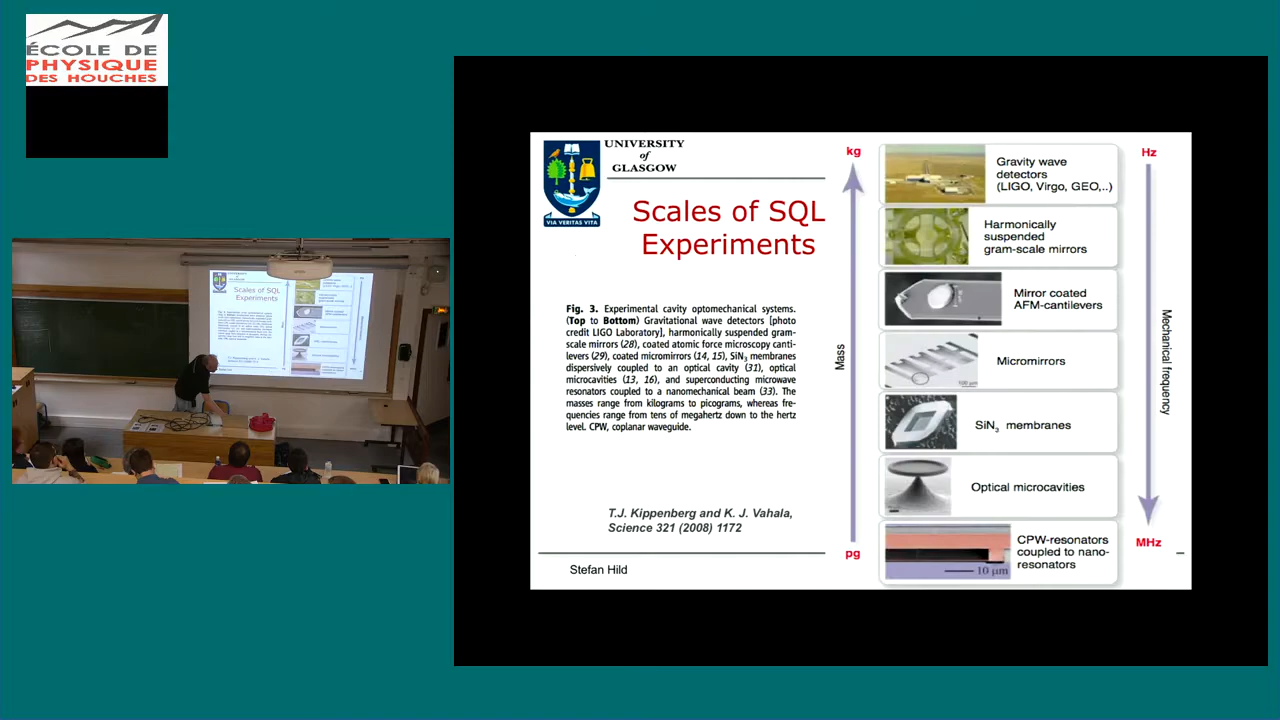 ÉCOLE DE
PHYSIQUE
DES HOUCHES
UNIVERSITY
of
GLASGOW
VIA VERITAS VITA
Scales of SQL
Experiments
Fig. 3. Experimental cavity optomechanical systems.
(Top to Bottom) Gravitational wave detectors [photo
credit LIGO Laboratory], harmonically suspended gram-
scale mirrors (28), coated atomic force microscopy canti-
levers (29), coated micromirrors (14, 15), SiN3 membranes
dispersively coupled to an optical cavity (31), optical
microcavities (13, 16), and superconducting microwave
resonators coupled to a nanomechanical beam (33). The
masses range from kilograms to picograms, whereas fre-
quencies range from tens of megahertz down to the hertz
level. CPW, coplanar waveguide.
T.J. Kippenberg and K. J. Vahala,
Science 321 (2008) 1172
Stefan Hild
kg
Mass
pg
Gravity wave
detectors
(LIGO, Virgo, GEO,..)
Harmonically
suspended
gram-scale mirrors
Mirror coated
AFM-cantilevers
Micromirrors
100 µm
SiN3 membranes
Optical microcavities
CPW-resonators
coupled to nano-
resonators
10 µm
Hz
Mechanical frequency
MHz
Scales of SQL
Experiments